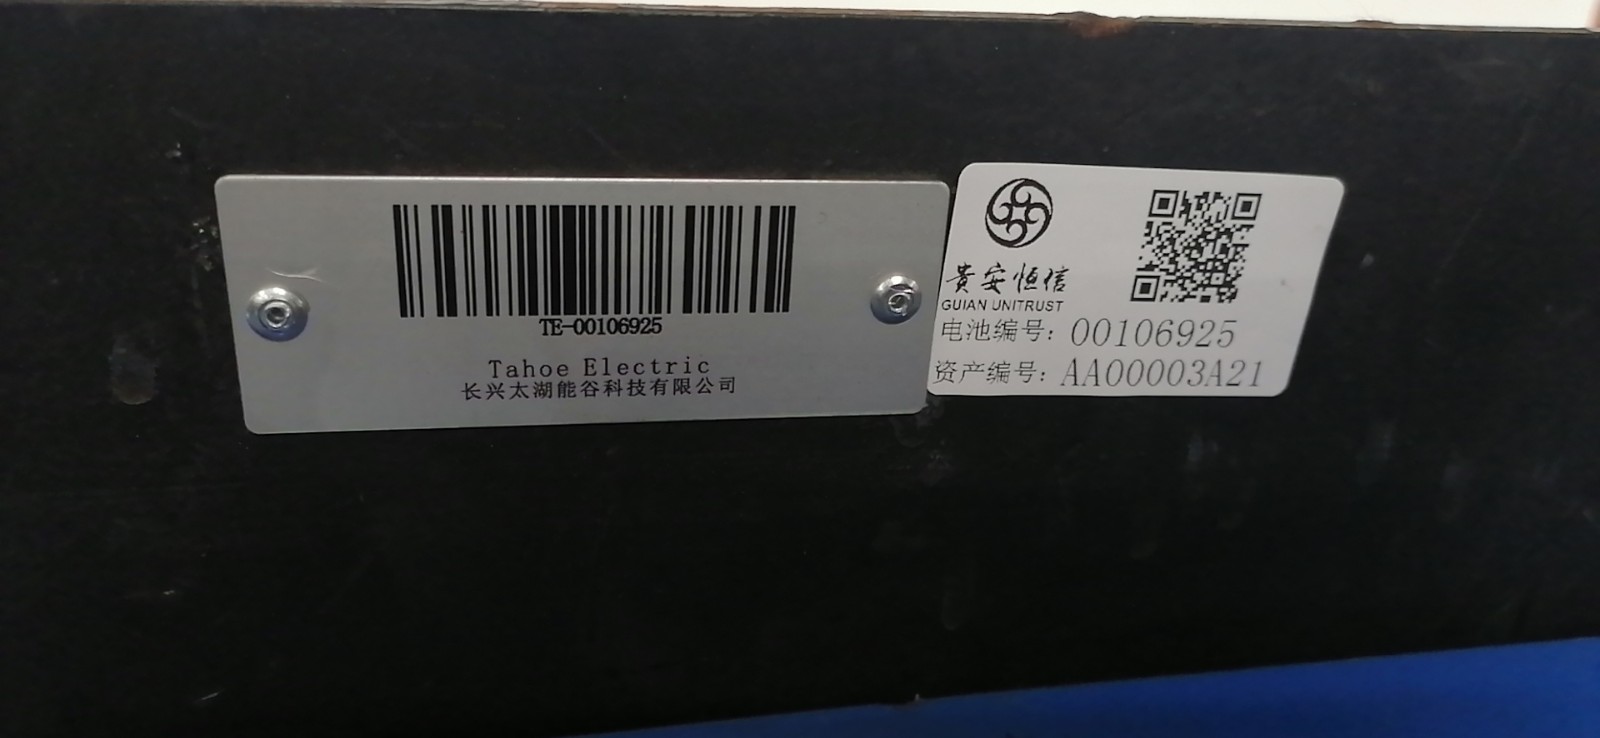 TE-00106925
Tahoe Electric
长兴太湖能谷科技有限公司
貴安恒信
GUIAN UNITRUST
电池编号：00106925
资产编号：AA00003A21